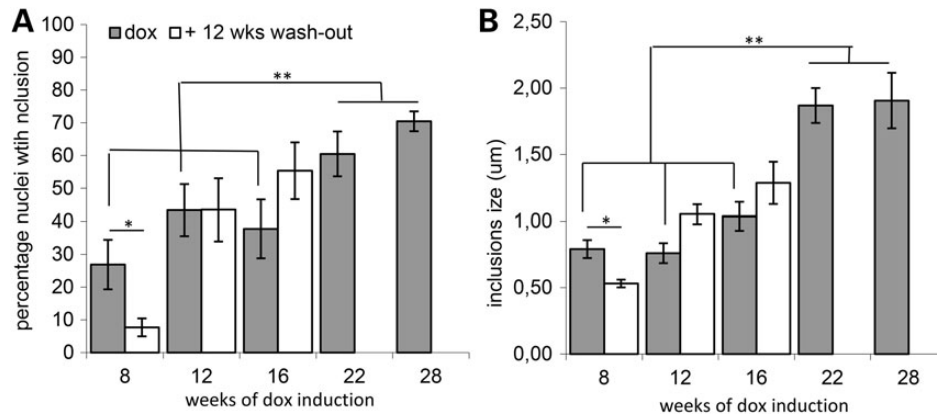 A
dox + 12 wks wash-out
percentage nuclei wtih nclusion
100
90
80
70
60
50
40
30
20
10
0
*
**
8 12 16 22 28
weeks of dox induction
B
inclusions ize (um)
2,50
2,00
1,50
1,00
0,50
0,00
*
**
8 12 16 22 28
weeks of dox induction